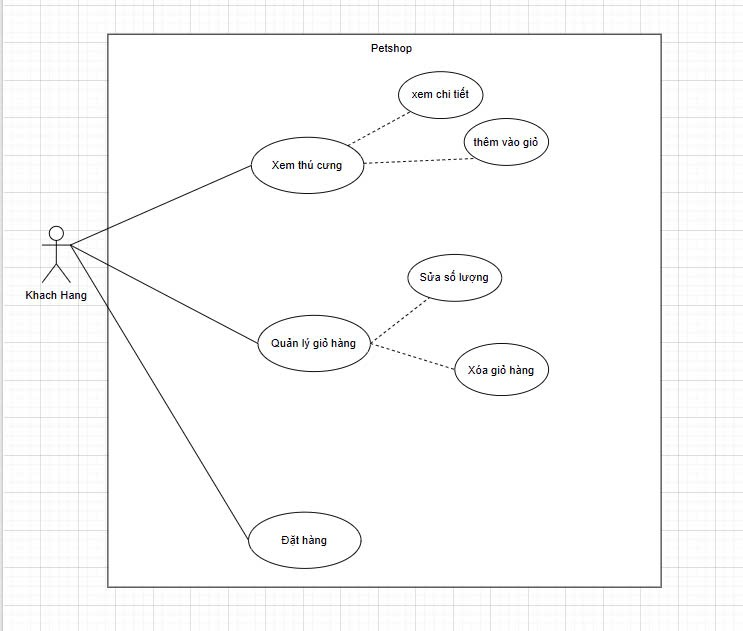 Petshop
xem chi tiết
thêm vào giỏ
Xem thú cưng
Khach Hang
Sửa số lượng
Quản lý giỏ hàng
Xóa giỏ hàng
Đặt hàng